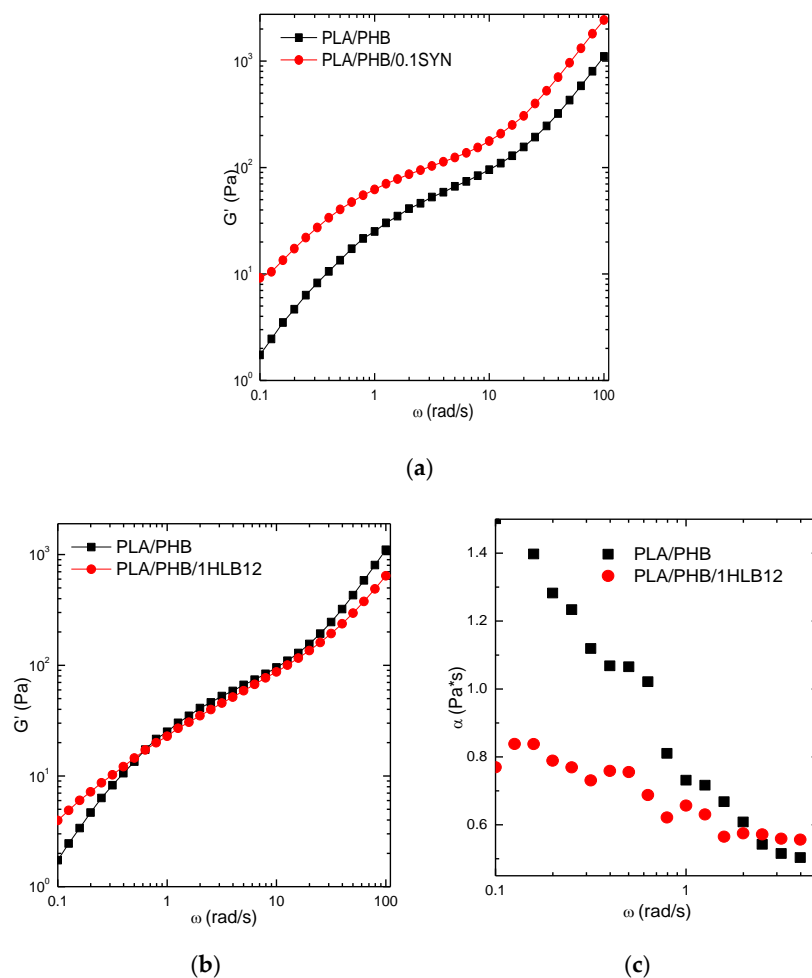 PLA/PHB
PLA/PHB/0.1SYN
10³
10²
10¹
10⁰
G' (Pa)
0.1 1 10 100
ω (rad/s)
(a)
PLA/PHB
PLA/PHB/1HLB12
10³
10²
10¹
10⁰
G' (Pa)
0.1 1 10 100
ω (rad/s)
(b)
PLA/PHB
PLA/PHB/1HLB12
1.4
1.2
1.0
0.8
0.6
α (Pa*s)
0.1 1
ω (rad/s)
(c)